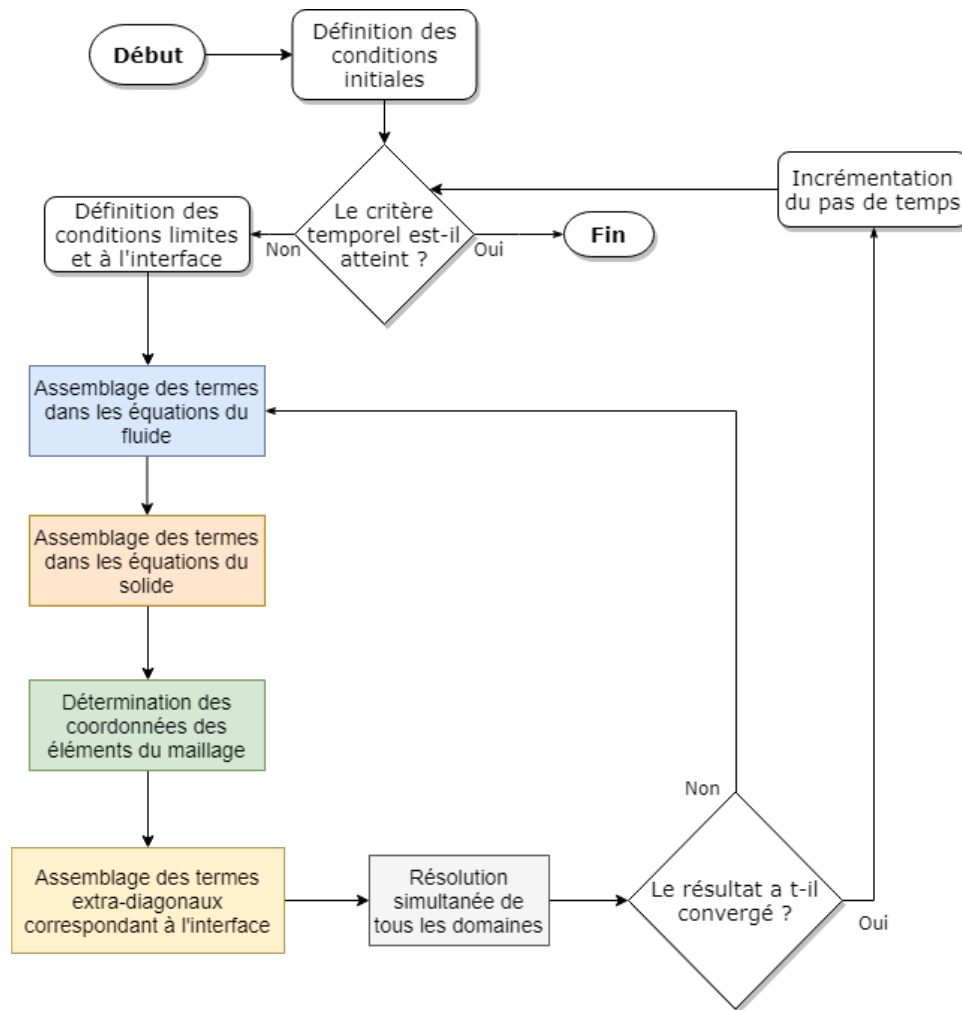 Début
Définition des
conditions
initiales
Le critère
temporel est-il
atteint ?
Incrémentation
du pas de temps
Définition des
conditions limites
et à l'interface
Non
Oui
Fin
Assemblage des termes
dans les équations du
fluide
Assemblage des termes
dans les équations du
solide
Détermination des
coordonnées des
éléments du maillage
Assemblage des termes
extra-diagonaux
correspondant à l'interface
Résolution
simultanée de
tous les domaines
Le résultat a t-il
convergé ?
Non
Oui